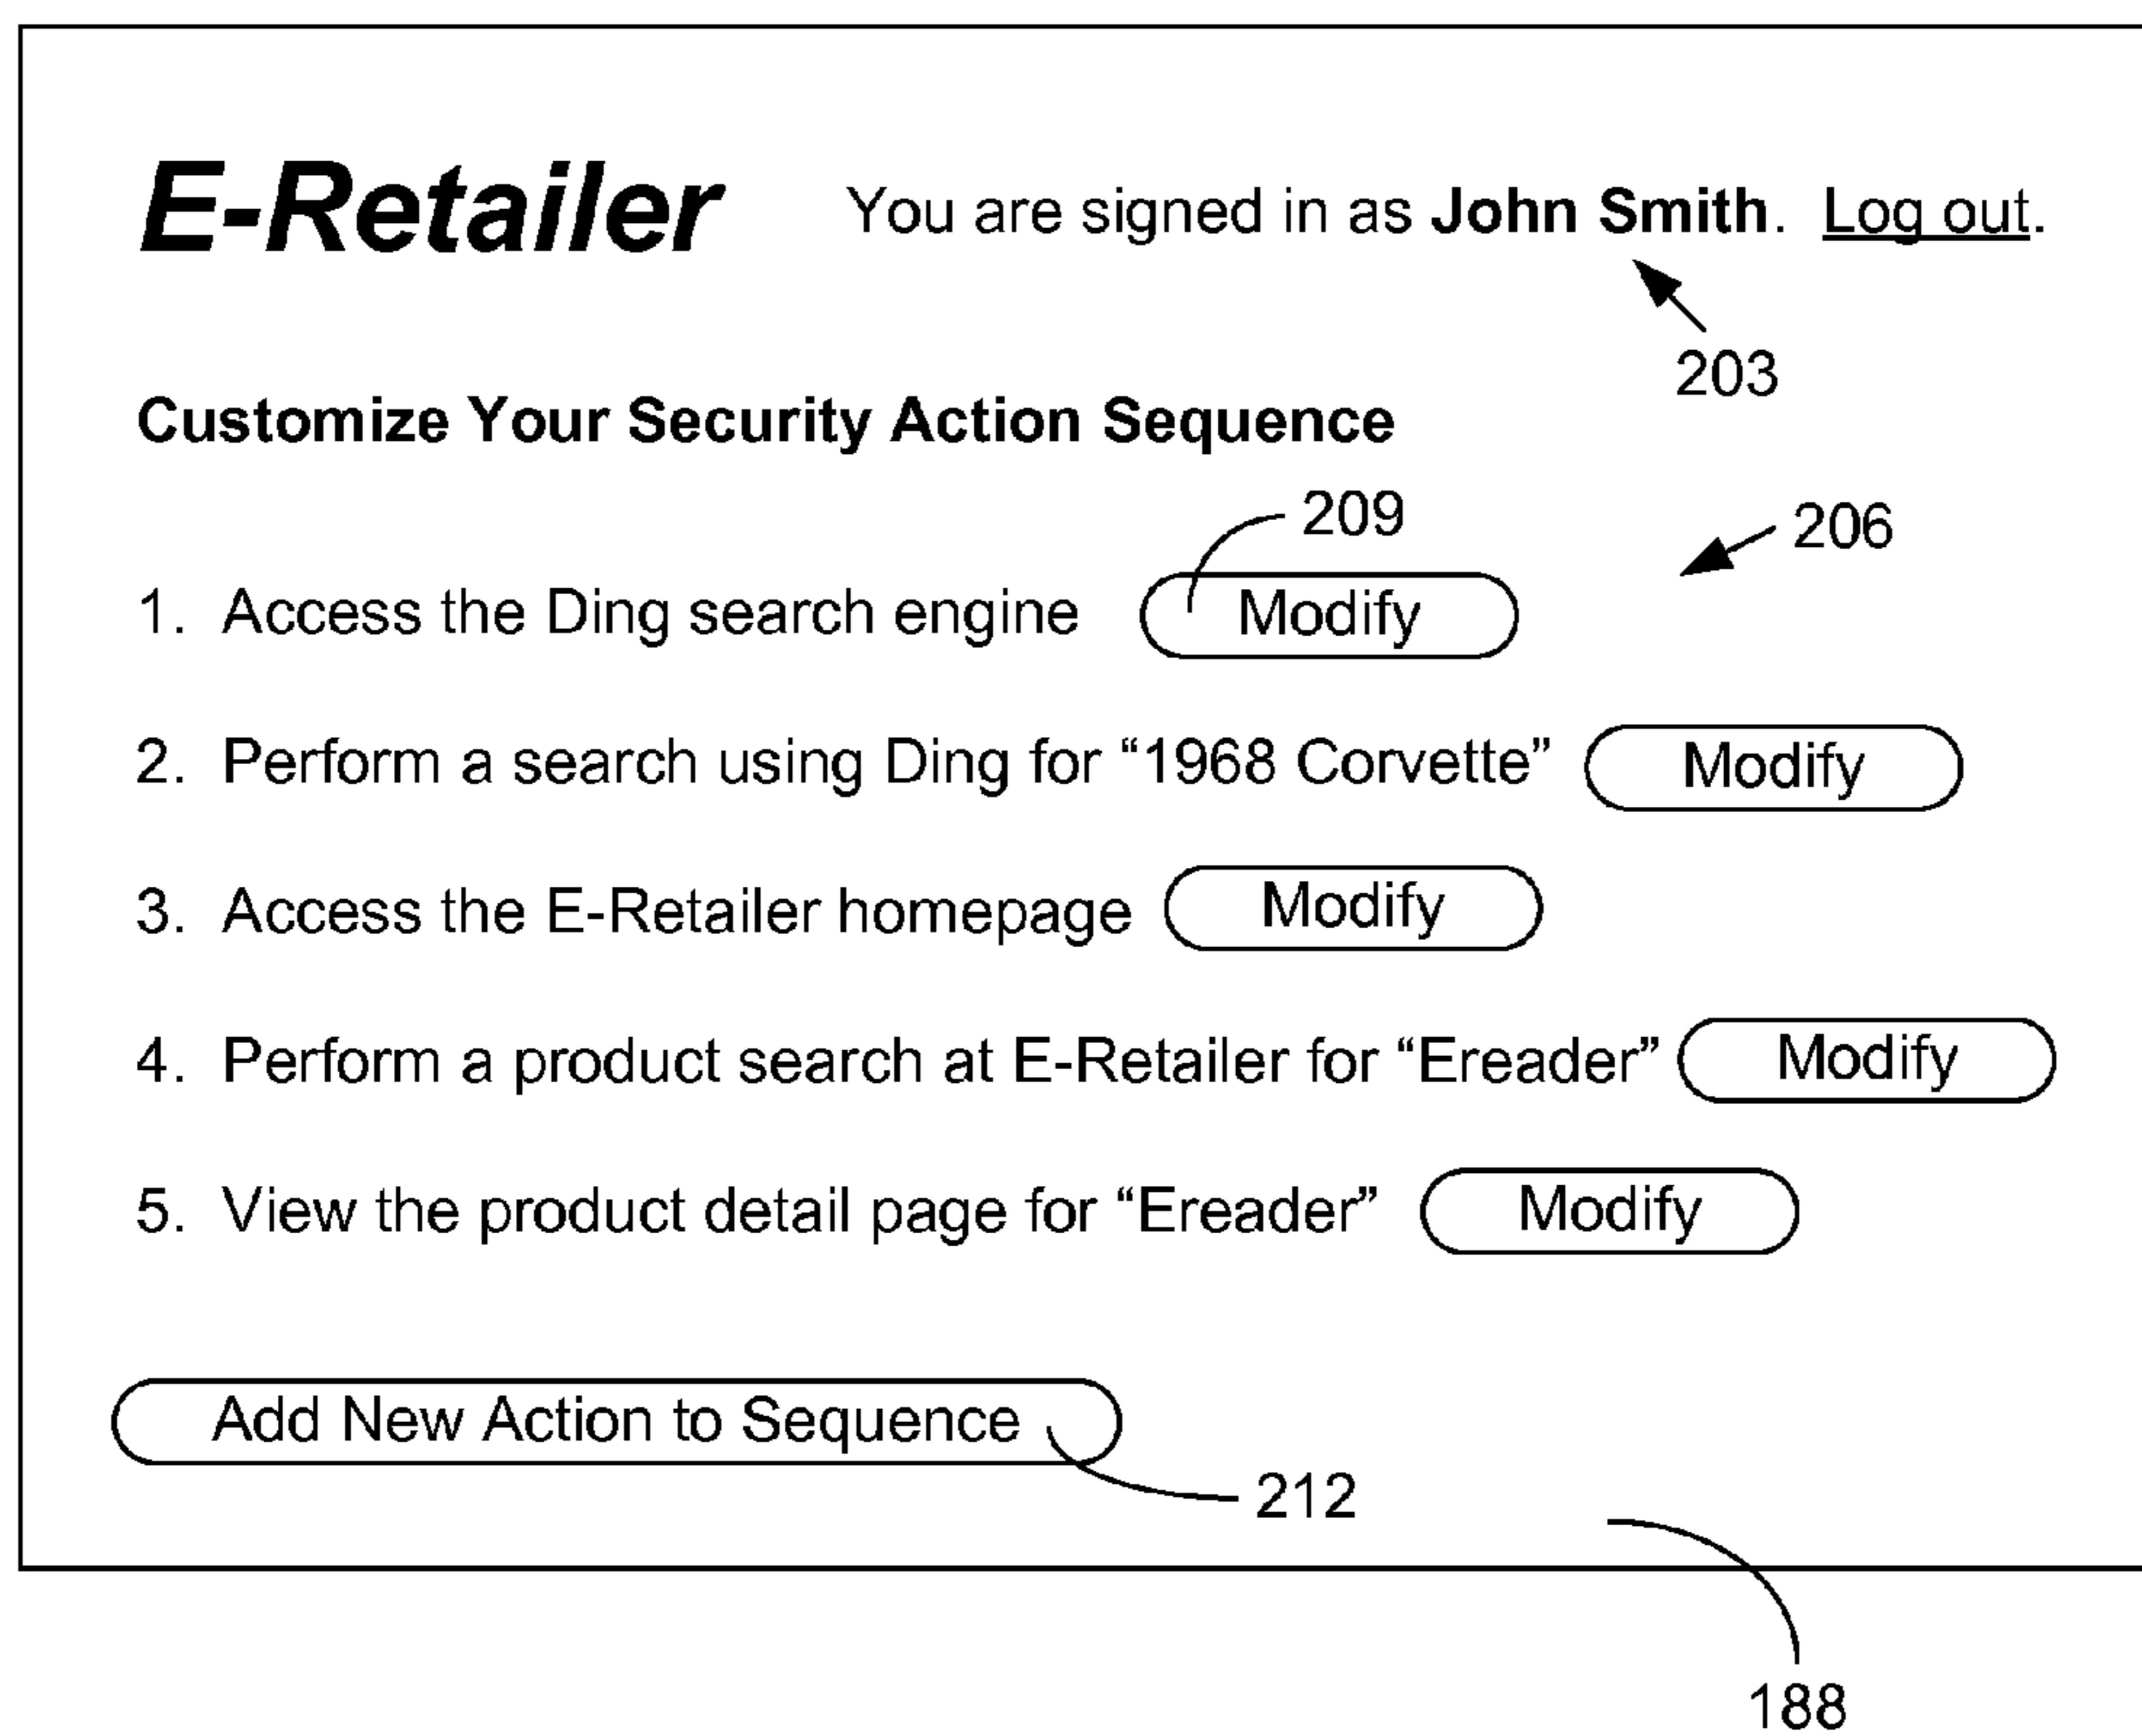 E-Retailer You are signed in as John Smith. Log out.
203
Customize Your Security Action Sequence
209
206
1. Access the Ding search engine Modify
2. Perform a search using Ding for “1968 Corvette” Modify
3. Access the E-Retailer homepage Modify
4. Perform a product search at E-Retailer for “Ereader” Modify
5. View the product detail page for “Ereader” Modify
Add New Action to Sequence
212
188